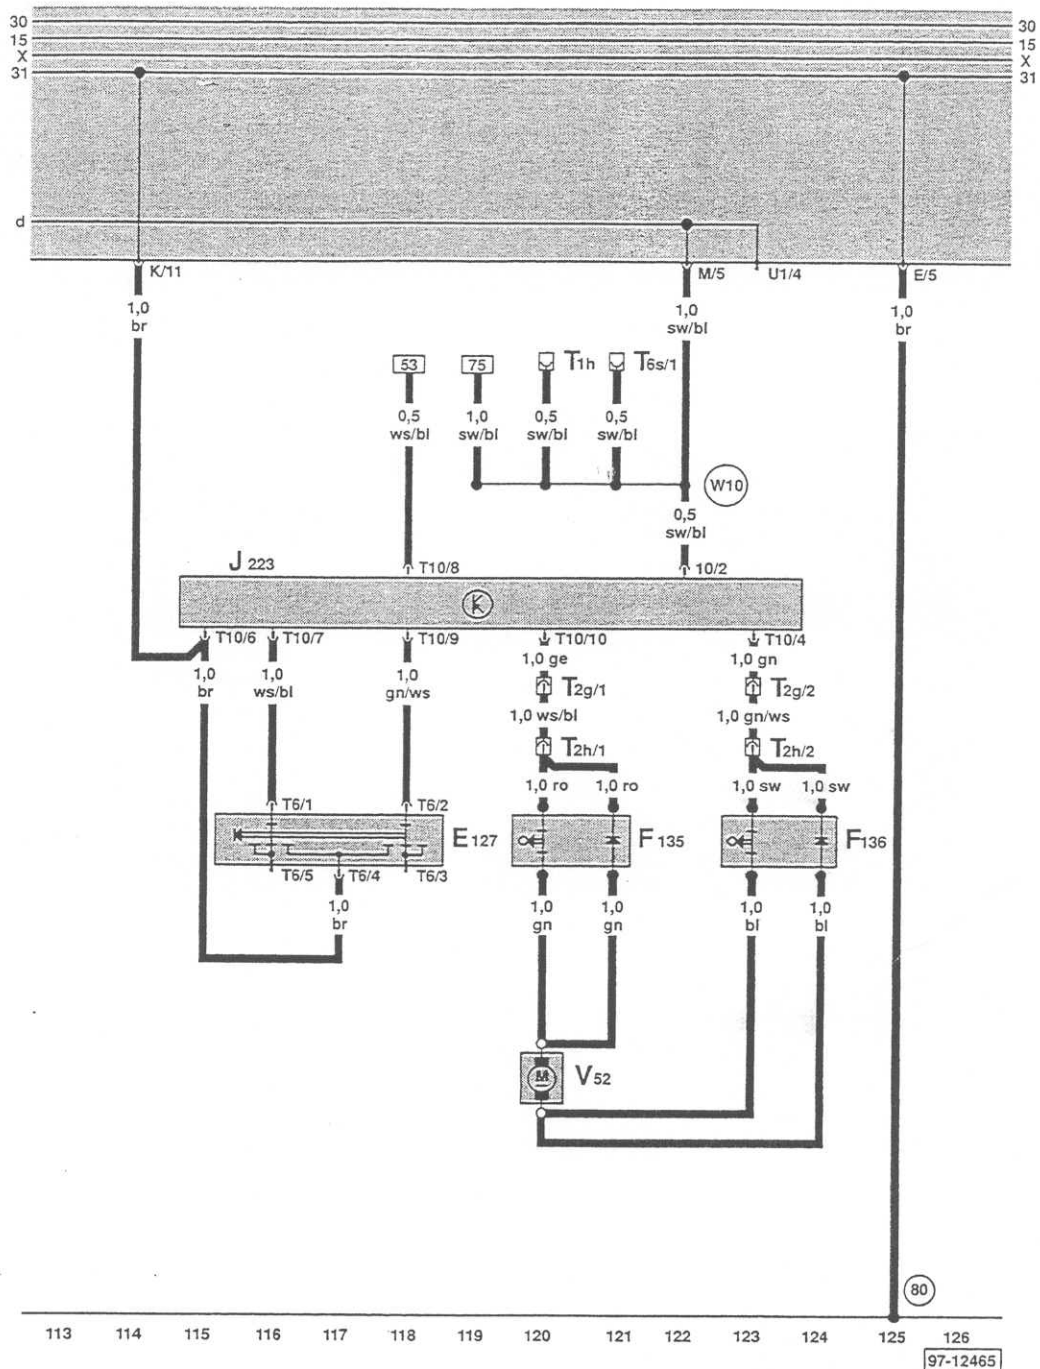 30 30
15 15
X X
31 31
d
K/11 M/5 U1/4 E/5
1,0 1,0 1,0
br sw/bl br
53 75 T1h T6s/1
0,5 1,0 0,5 0,5
ws/bl sw/bl sw/bl sw/bl
W10
0,5
sw/bl
J 223 T10/8 10/2
K
T10/6 T10/7 T10/9 T10/10 T10/4
1,0 1,0 1,0 1,0 ge 1,0 gn
br ws/bl gn/ws T2g/1 T2g/2
1,0 ws/bl 1,0 gn/ws
T2h/1 T2h/2
1,0 ro 1,0 ro 1,0 sw 1,0 sw
T6/1 T6/2
E127 F135 F136
T6/5 T6/4 T6/3
1,0 1,0 1,0 1,0 1,0
br gn gn bl bl
M V52
80
113 114 115 116 117 118 119 120 121 122 123 124 125 126
97-12465